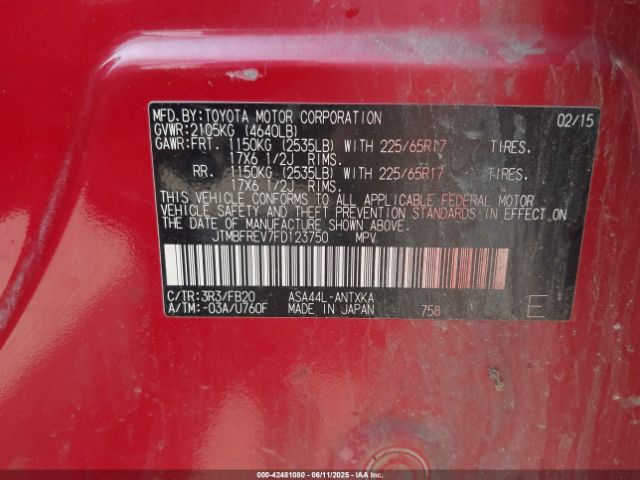 MFD.BY:TOYOTA MOTOR CORPORATION 02/15
GVWR:2105KG (4640LB)
GAWR:FRT. 1150KG (2535LB) WITH 225/65R17 TIRES.
17X6 1/2J RIMS.
RR. 1150KG (2535LB) WITH 225/65R17 TIRES.
17X6 1/2J RIMS.
THIS VEHICLE CONFORMS TO ALL APPLICABLE FEDERAL MOTOR
VEHICLE SAFETY AND THEFT PREVENTION STANDARDS IN EFFECT ON
THE DATE OF MANUFACTURE SHOWN ABOVE.
JTMBFREV7FD123750 MPV
C/TR:3R3/FB20 ASA44L-ANTXKA
A/TM:-03A/U760F MADE IN JAPAN 758 E
000-42481080 - 06/11/2025 - IAAI.COM